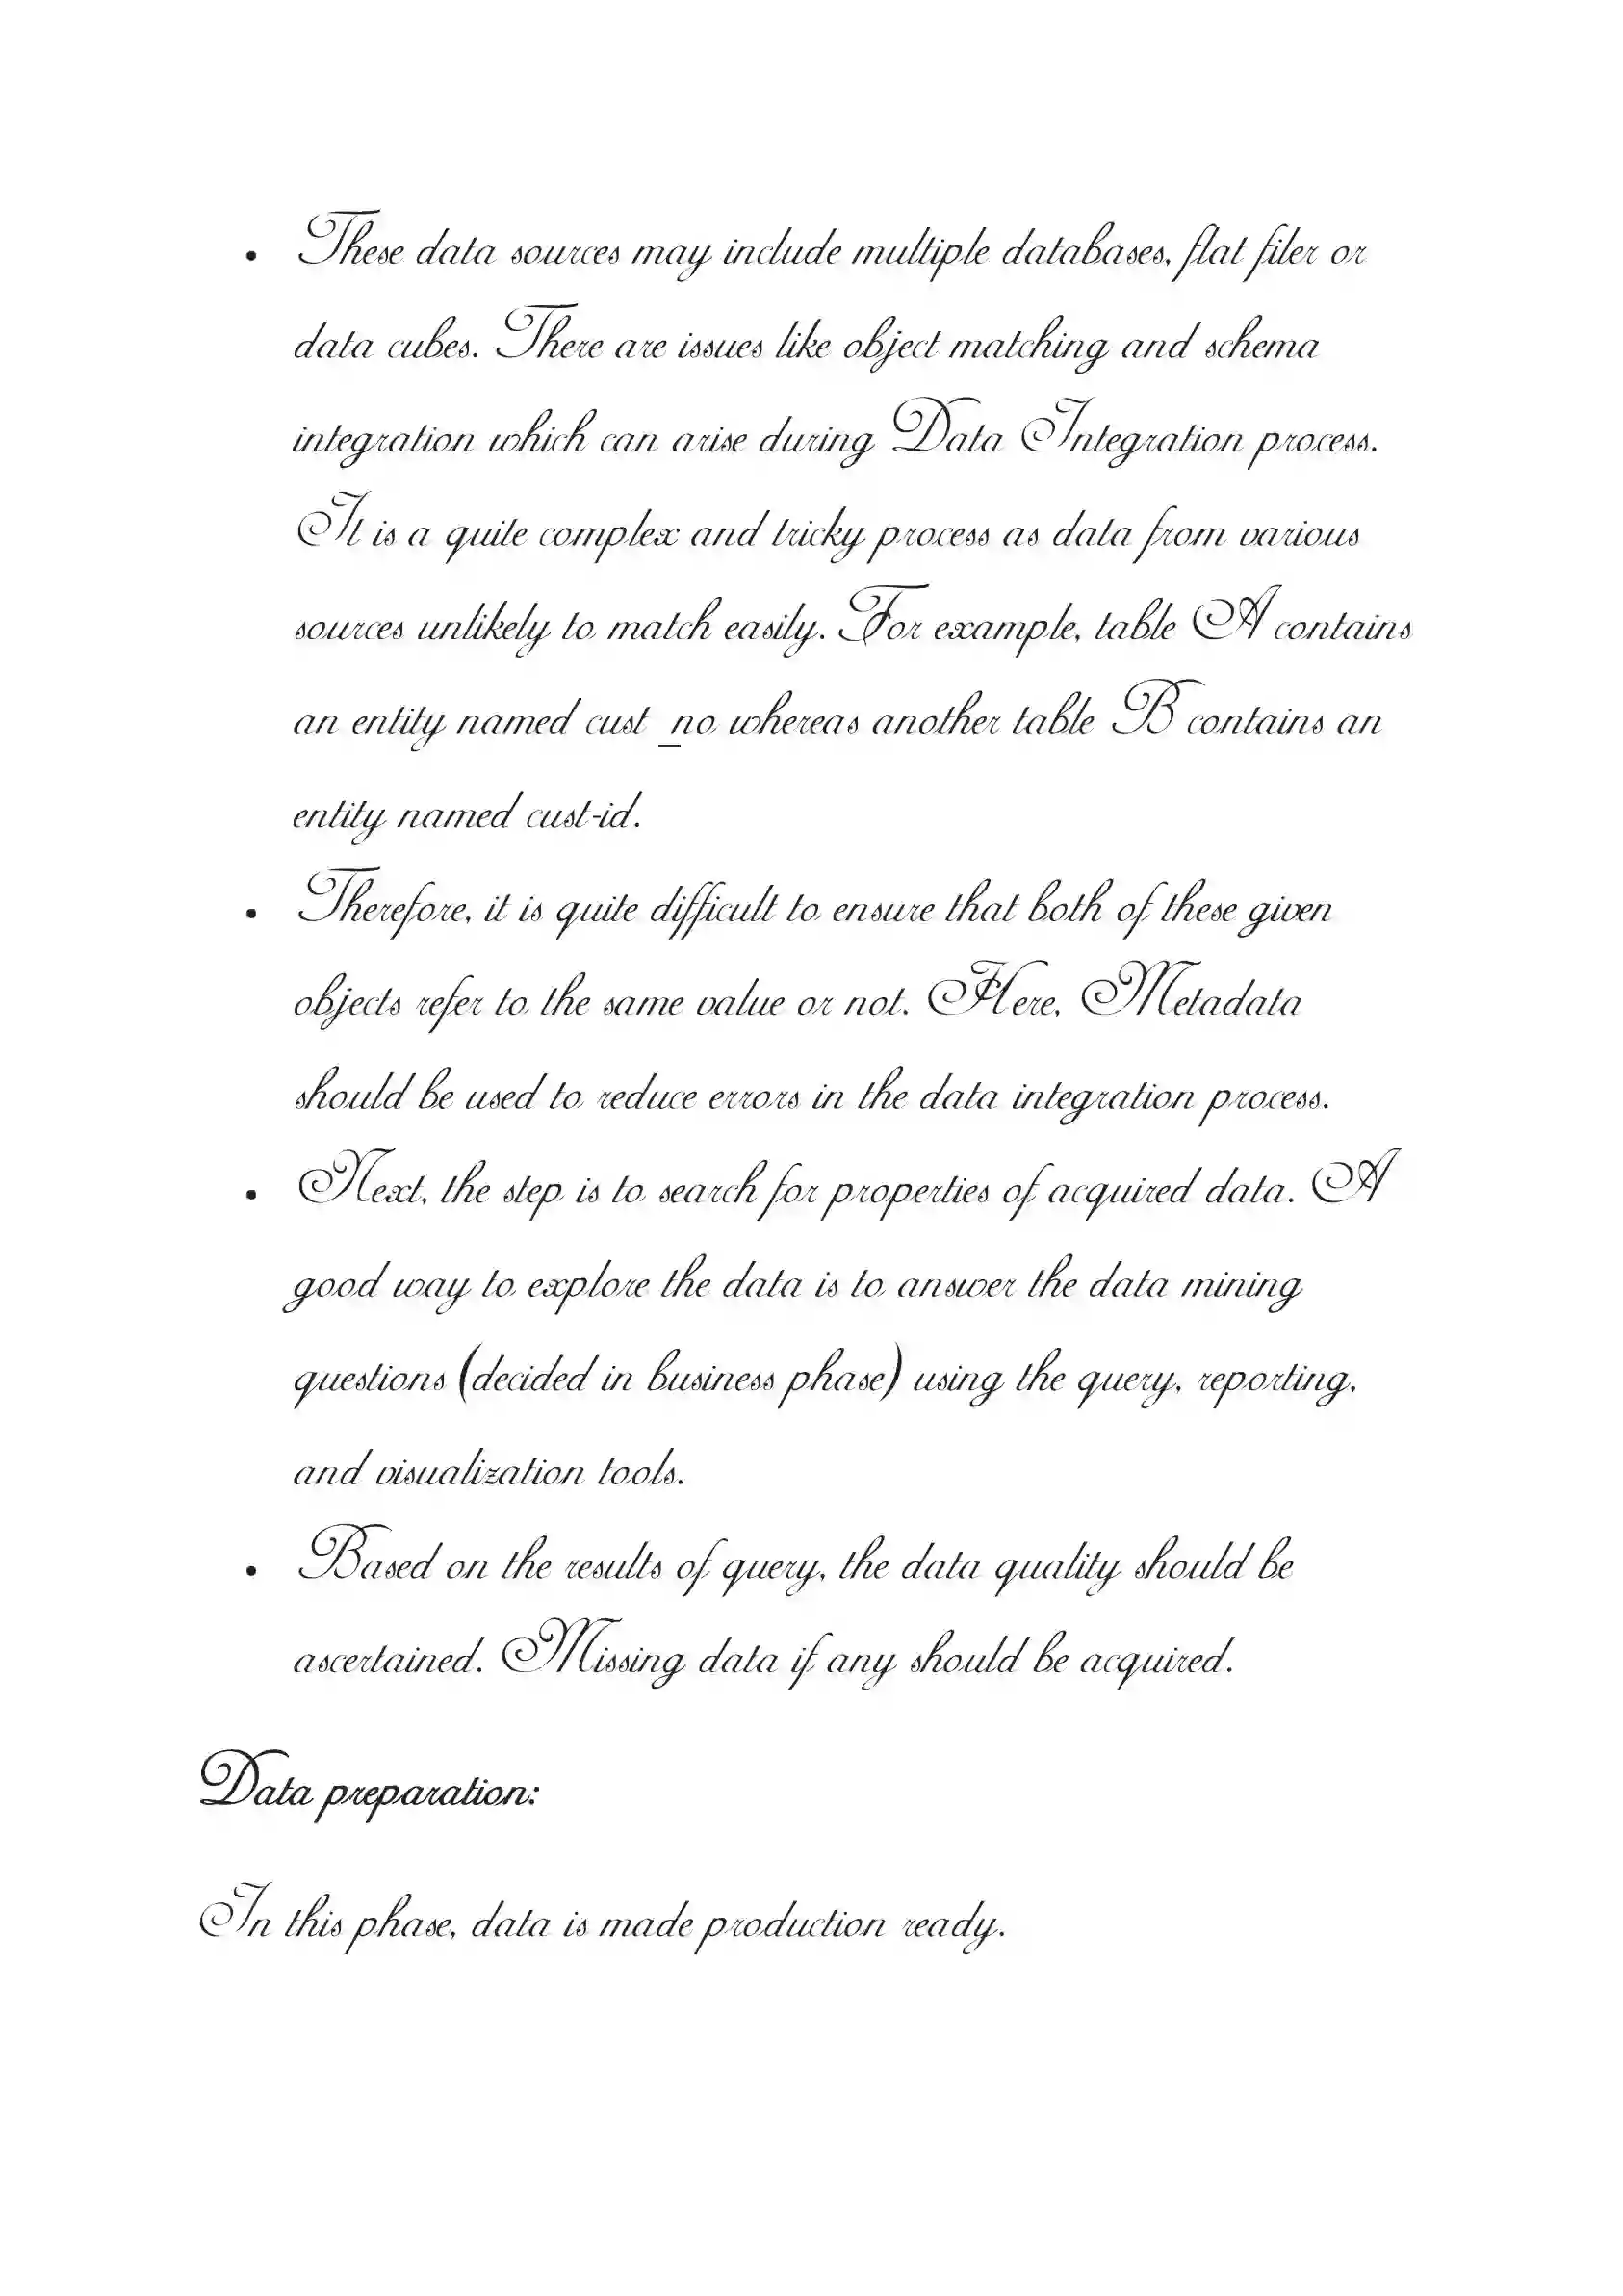 • These data sources may include multiple databases, flat filer or
data cubes. There are issues like object matching and schema
integration which can arise during Data Integration process.
It is a quite complex and tricky process as data from various
sources unlikely to match easily. For example, table A contains
an entity named cust_no whereas another table B contains an
entity named cust-id.
• Therefore, it is quite difficult to ensure that both of these given
objects refer to the same value or not. Here, Metadata
should be used to reduce errors in the data integration process.
• Next, the step is to search for properties of acquired data. A
good way to explore the data is to answer the data mining
questions (decided in business phase) using the query, reporting,
and visualization tools.
• Based on the results of query, the data quality should be
ascertained. Missing data if any should be acquired.
Data preparation:
In this phase, data is made production ready.